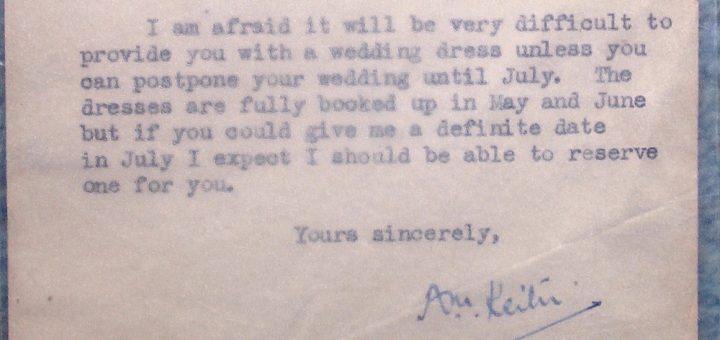 I am afraid it will be very difficult to
provide you with a wedding dress unless you
can postpone your wedding until July. The
dresses are fully booked up in May and June
but if you could give me a definite date
in July I expect I should be able to reserve
one for you.
Yours sincerely,
A.M. Keith.